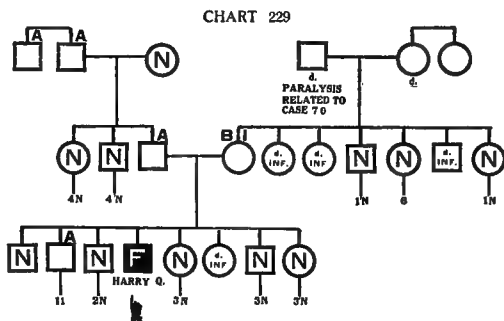 CHART 229
A A
N
d.
PARALYSIS
RELATED TO
CASE 70
d.
N N A B I d. INF. d. INF N N d. INF. N
4N 4N 1N 6 1N
A
N N F N d. INF N N
HARRY Q.
11 2N 3N 3N 3N